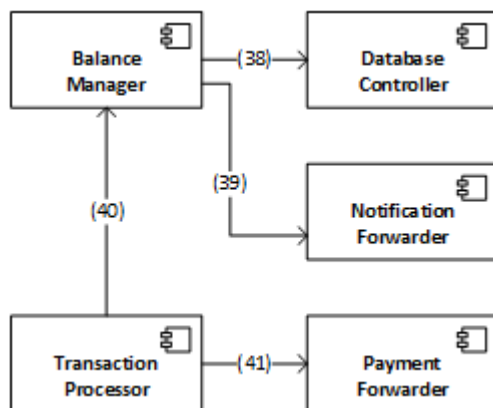 Balance
Manager
(38)
Database
Controller
(39)
(40)
Notification
Forwarder
Transaction
Processor
(41)
Payment
Forwarder